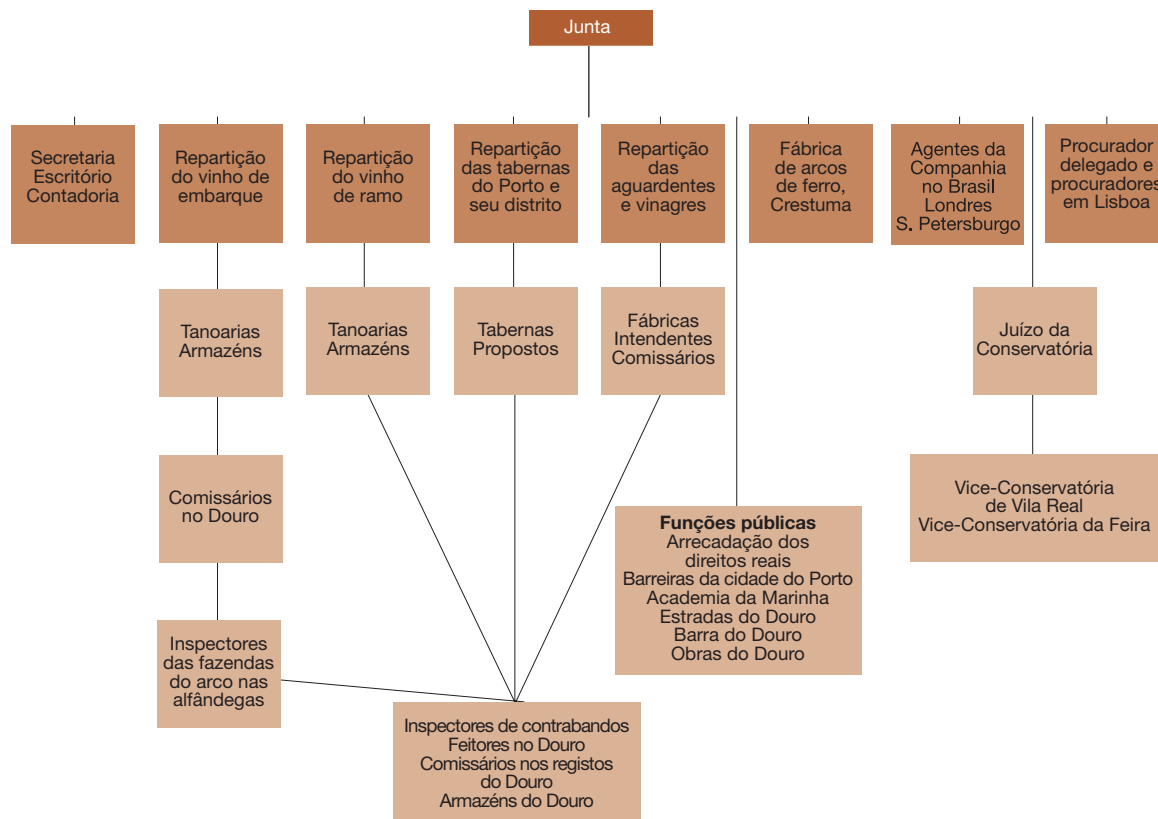 Junta
Secretaria
Escritório
Contadoria
Repartição
do vinho de
embarque
Repartição
do vinho
de ramo
Repartição
das tabernas
do Porto e
seu distrito
Repartição
das
aguardentes
e vinagres
Fábrica
de arcos
de ferro,
Crestuma
Agentes da
Companhia
no Brasil
Londres
S. Petersburgo
Procurador
delegado e
procuradores
em Lisboa
Tanoarias
Armazéns
Tanoarias
Armazéns
Tabernas
Propostos
Fábricas
Intendentes
Comissários
Juízo da
Conservatória
Comissários
no Douro
Vice-Conservatória
de Vila Real
Vice-Conservatória da Feira
Funções públicas
Arrecadação dos
direitos reais
Barreiras da cidade do Porto
Academia da Marinha
Estradas do Douro
Barra do Douro
Obras do Douro
Inspectores
das fazendas
do arco nas
alfândegas
Inspectores de contrabandos
Feitores no Douro
Comissários nos registos
do Douro
Armazéns do Douro